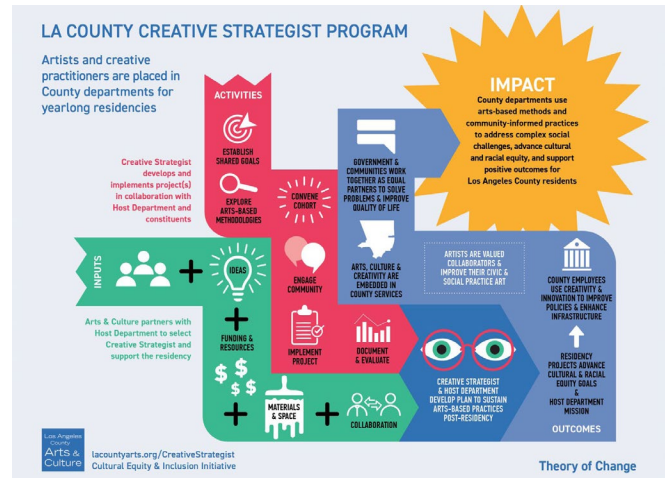 LA COUNTY CREATIVE STRATEGIST PROGRAM
Artists and creative
practitioners are placed in
County departments for
yearlong residencies
IMPACT
County departments use
arts-based methods and
community-informed practices
to address complex social
challenges, advance cultural
and racial equity, and support
positive outcomes for
Los Angeles County residents
ACTIVITIES
ESTABLISH
SHARED GOALS
EXPLORE
ARTS-BASED
METHODOLOGIES
Creative Strategist
develops and
implements project(s)
in collaboration with
Host Department and
constituents
CONVENE
COHORT
ENGAGE
COMMUNITY
IMPLEMENT
PROJECT
DOCUMENT
& EVALUATE
GOVERNMENT &
COMMUNITIES WORK
TOGETHER AS EQUAL
PARTNERS TO SOLVE
PROBLEMS & IMPROVE
QUALITY OF LIFE
ARTS, CULTURE &
CREATIVITY ARE
EMBEDDED IN
COUNTY SERVICES
ARTISTS ARE VALUED
COLLABORATORS &
IMPROVE THEIR CIVIC &
SOCIAL PRACTICE ART
COUNTY EMPLOYEES
USE CREATIVITY &
INNOVATION TO IMPROVE
POLICIES & ENHANCE
INFRASTRUCTURE
RESIDENCY
PROJECTS ADVANCE
CULTURAL & RACIAL
EQUITY GOALS
&
HOST DEPARTMENT
MISSION
OUTCOMES
INPUTS
+
IDEAS
+
FUNDING &
RESOURCES
$ $
$ $
+
MATERIALS
& SPACE
+
COLLABORATION
Arts & Culture partners with
Host Department to select
Creative Strategist and
support the residency
CREATIVE STRATEGIST
& HOST DEPARTMENT
DEVELOP PLAN TO SUSTAIN
ARTS-BASED PRACTICES
POST-RESIDENCY
Los Angeles
County
Arts &
Culture
lacountyarts.org/CreativeStrategist
Cultural Equity & Inclusion Initiative
Theory of Change